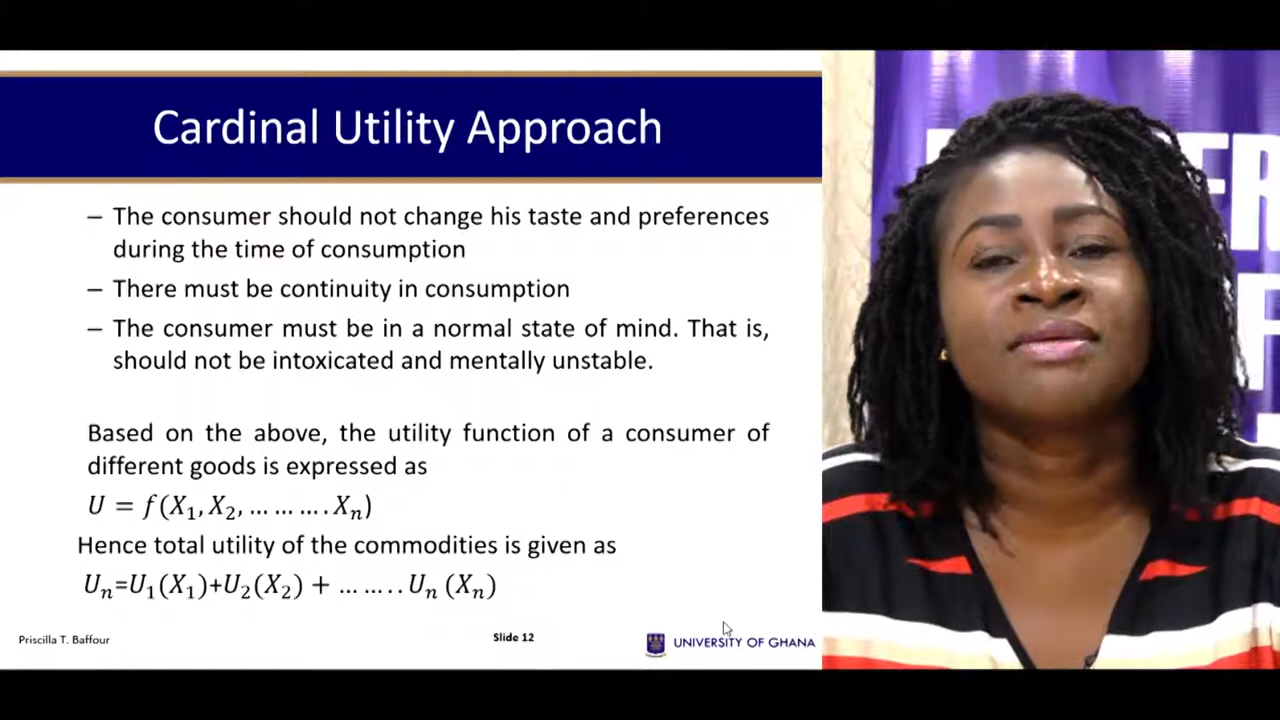 Cardinal Utility Approach
– The consumer should not change his taste and preferences
during the time of consumption
– There must be continuity in consumption
– The consumer must be in a normal state of mind. That is,
should not be intoxicated and mentally unstable.
Based on the above, the utility function of a consumer of
different goods is expressed as
U = f(X₁, X₂, … … … . Xₙ)
Hence total utility of the commodities is given as
Uₙ=U₁(X₁)+U₂(X₂) + … … . . Uₙ (Xₙ)
Priscilla T. Baffour
Slide 12
UNIVERSITY OF GHANA